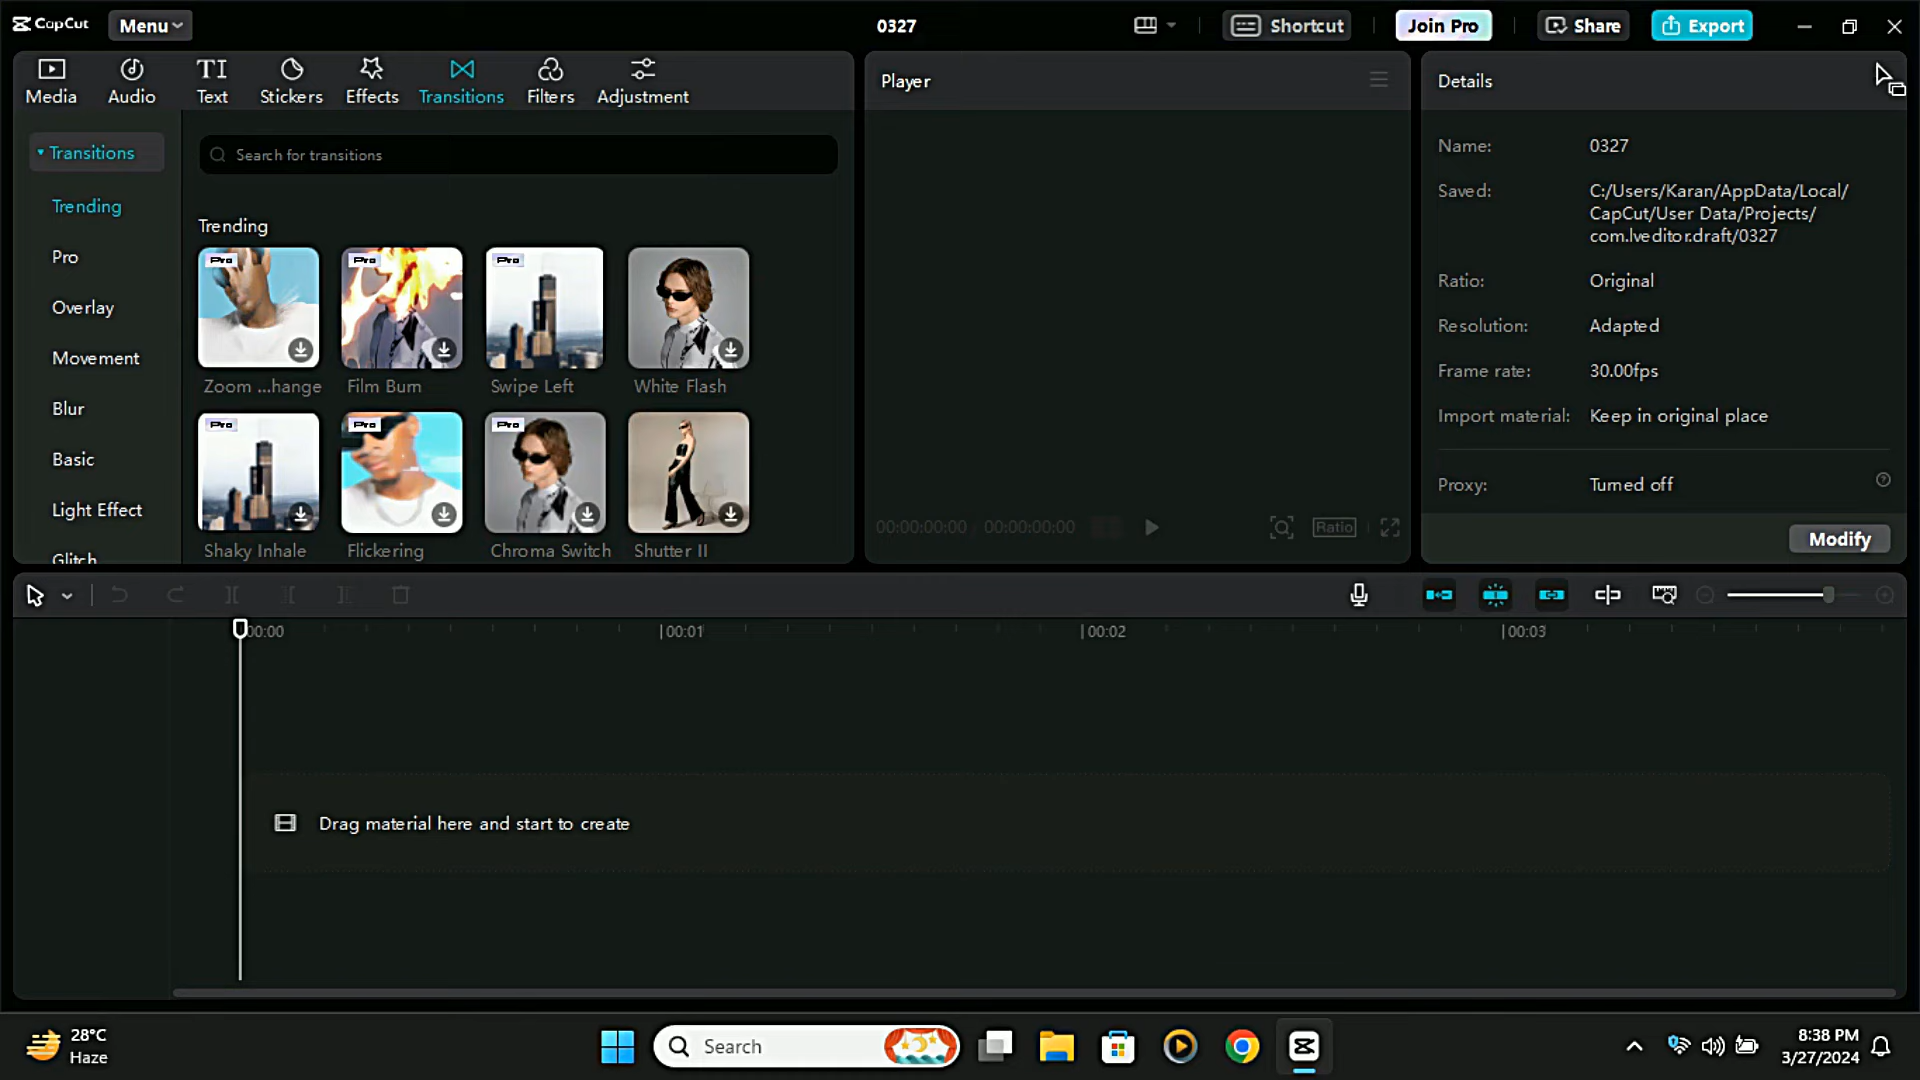 CapCut
Menu
0327
Shortcut
Join Pro
Share
Export
Media
Audio
TI
Text
Stickers
Effects
Transitions
Filters
Adjustment
Player
Details
Transitions
Search for transitions
Trending
Pro
Overlay
Movement
Blur
Basic
Light Effect
Glitch
Trending
Pro
Pro
Pro
Zoom ...hange
Film Burn
Swipe Left
White Flash
Pro
Pro
Pro
Shaky Inhale
Flickering
Chroma Switch
Shutter II
00:00:00:00
00:00:00:00
Ratio
Name:
0327
Saved:
C:/Users/Karan/AppData/Local/
CapCut/User Data/Projects/
com.lveditor.draft/0327
Ratio:
Original
Resolution:
Adapted
Frame rate:
30.00fps
Import material:
Keep in original place
Proxy:
Turned off
Modify
00:00
00:01
00:02
00:03
Drag material here and start to create
28°C
Haze
Search
8:38 PM
3/27/2024